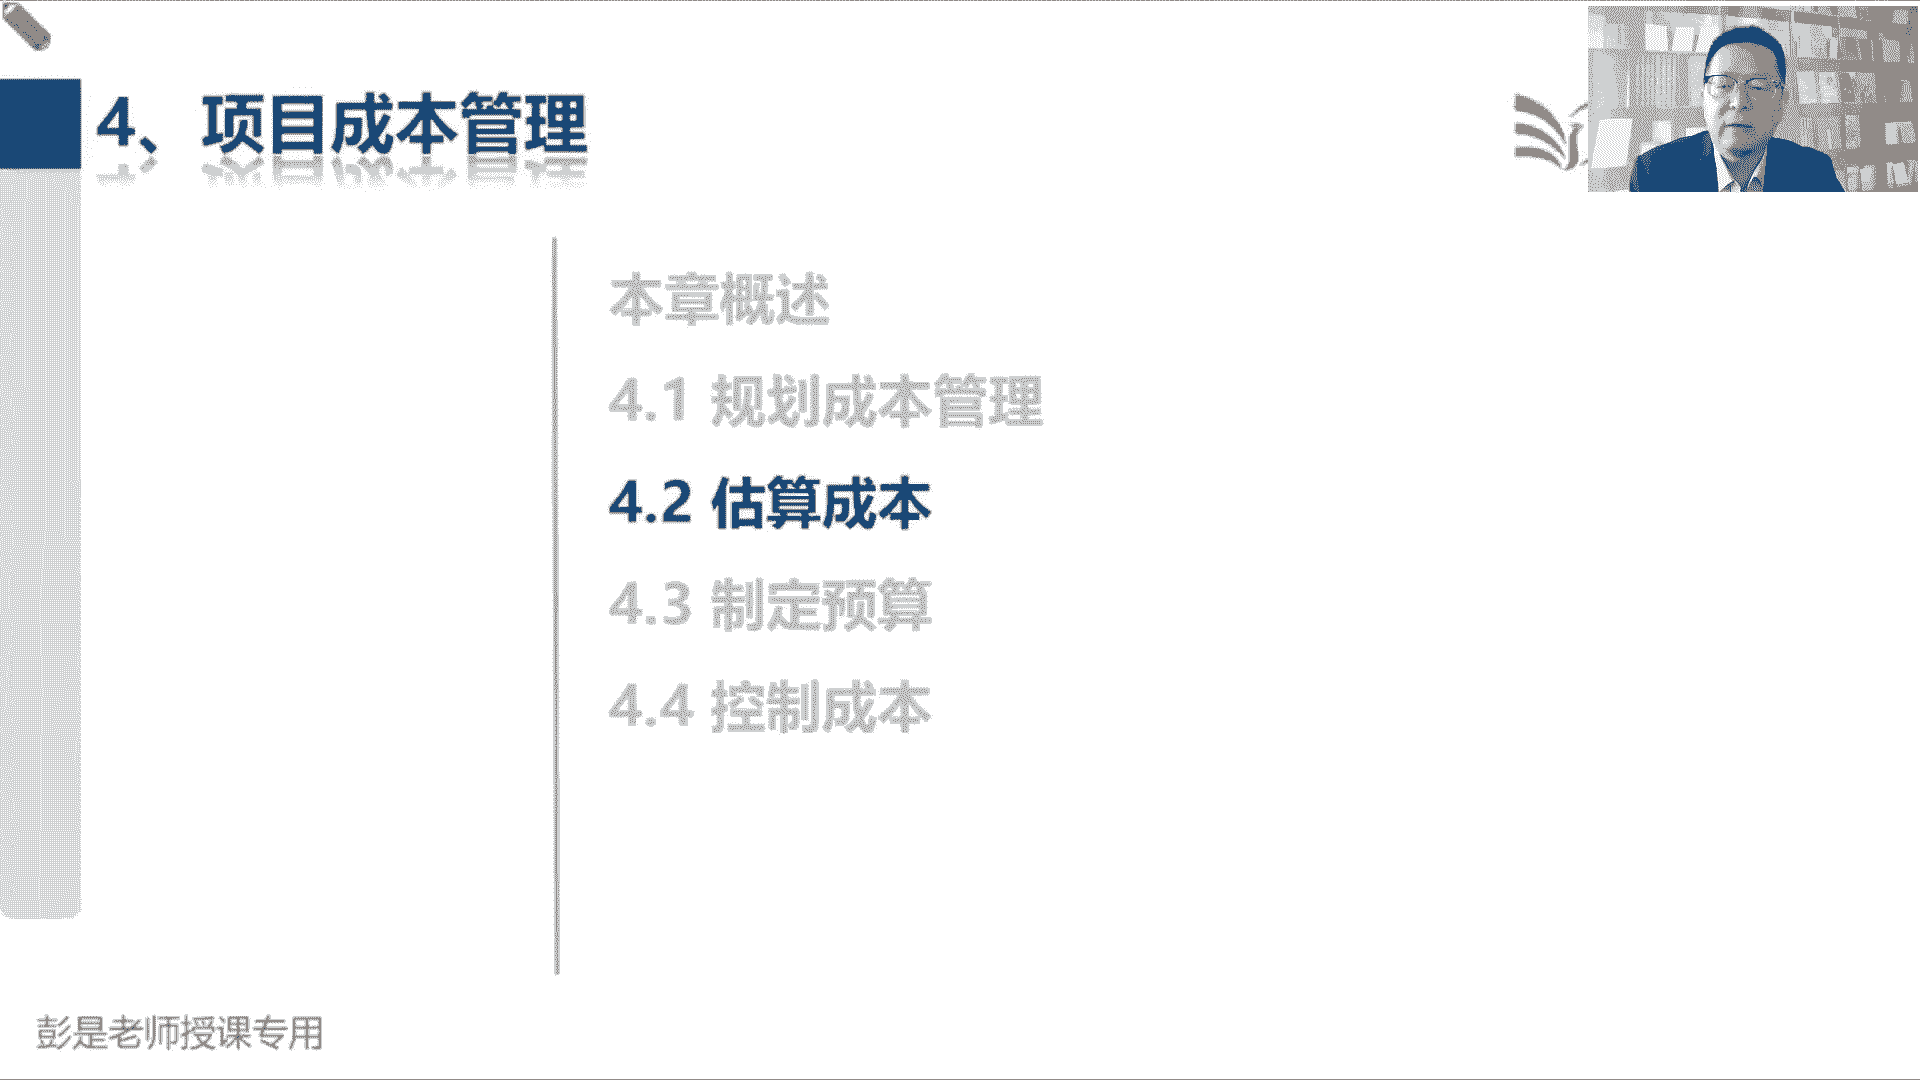 4、项目成本管理
本章概述
4.1 规划成本管理
4.2 估算成本
4.3 制定预算
4.4 控制成本
彭是老师授课专用